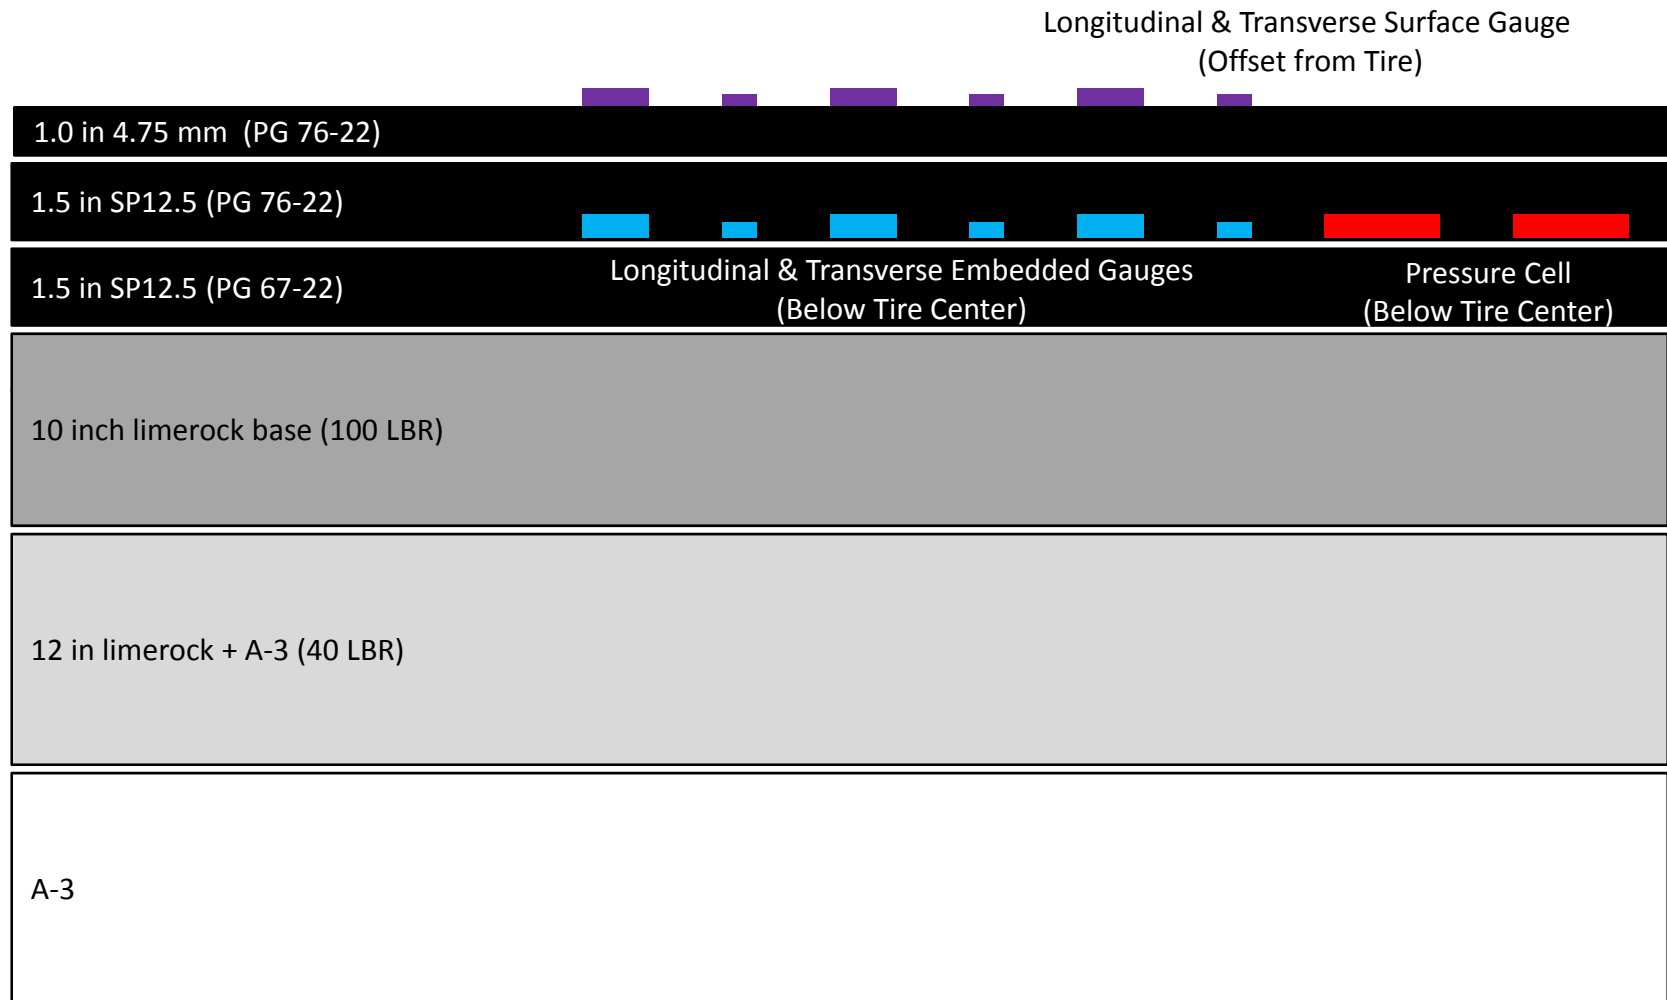 Longitudinal & Transverse Surface Gauge
(Offset from Tire)
1.0 in 4.75 mm  (PG 76-22)
1.5 in SP12.5 (PG 76-22)
1.5 in SP12.5 (PG 67-22)
Longitudinal & Transverse Embedded Gauges
(Below Tire Center)
Pressure Cell
(Below Tire Center)
10 inch limerock base (100 LBR)
12 in limerock + A-3 (40 LBR)
A-3